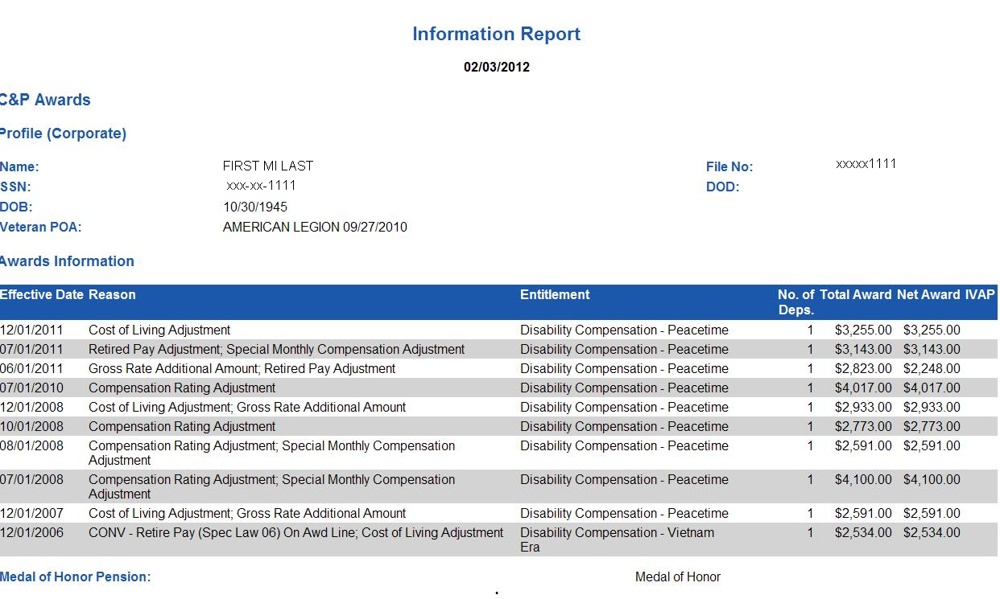 Information Report
02/03/2012
C&P Awards
Profile (Corporate)
Name: FIRST MI LAST File No: xxxxx1111
SSN: xxx-xx-1111 DOD:
DOB: 10/30/1945
Veteran POA: AMERICAN LEGION 09/27/2010
Awards Information
Effective Date Reason Entitlement No. of Total Award Net Award IVAP
Deps.
12/01/2011 Cost of Living Adjustment Disability Compensation - Peacetime 1 $3,255.00 $3,255.00
07/01/2011 Retired Pay Adjustment; Special Monthly Compensation Adjustment Disability Compensation - Peacetime 1 $3,143.00 $3,143.00
06/01/2011 Gross Rate Additional Amount; Retired Pay Adjustment Disability Compensation - Peacetime 1 $2,823.00 $2,248.00
07/01/2010 Compensation Rating Adjustment Disability Compensation - Peacetime 1 $4,017.00 $4,017.00
12/01/2008 Cost of Living Adjustment; Gross Rate Additional Amount Disability Compensation - Peacetime 1 $2,933.00 $2,933.00
10/01/2008 Compensation Rating Adjustment Disability Compensation - Peacetime 1 $2,773.00 $2,773.00
08/01/2008 Compensation Rating Adjustment; Special Monthly Compensation Disability Compensation - Peacetime 1 $2,591.00 $2,591.00
Adjustment
07/01/2008 Compensation Rating Adjustment; Special Monthly Compensation Disability Compensation - Peacetime 1 $4,100.00 $4,100.00
Adjustment
12/01/2007 Cost of Living Adjustment; Gross Rate Additional Amount Disability Compensation - Peacetime 1 $2,591.00 $2,591.00
12/01/2006 CONV - Retire Pay (Spec Law 06) On Awd Line; Cost of Living Adjustment Disability Compensation - Vietnam 1 $2,534.00 $2,534.00
Era
Medal of Honor Pension: Medal of Honor